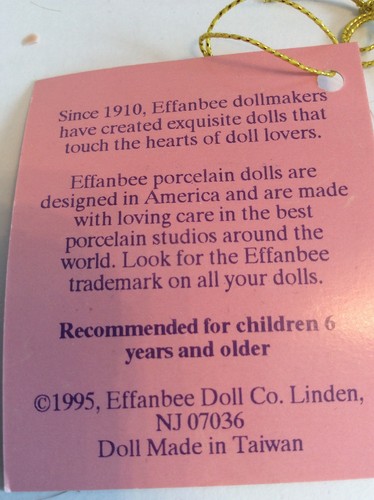 Since 1910, Effanbee dollmakers
have created exquisite dolls that
touch the hearts of doll lovers.
Effanbee porcelain dolls are
designed in America and are made
with loving care in the best
porcelain studios around the
world. Look for the Effanbee
trademark on all your dolls.
Recommended for children 6
years and older
©1995, Effanbee Doll Co. Linden,
NJ 07036
Doll Made in Taiwan